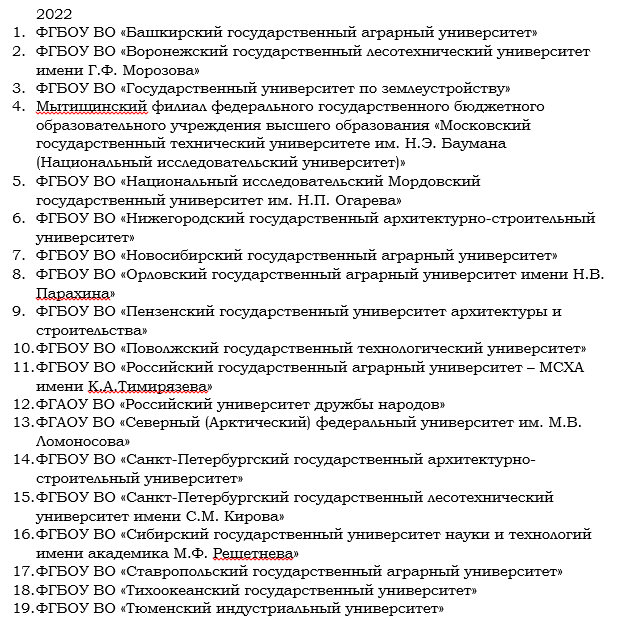 2022
1. ФГБОУ ВО «Башкирский государственный аграрный университет»
2. ФГБОУ ВО «Воронежский государственный лесотехнический университет
имени Г.Ф. Морозова»
3. ФГБОУ ВО «Государственный университет по землеустройству»
4. Мытищинский филиал федерального государственного бюджетного
образовательного учреждения высшего образования «Московский
государственный технический университете им. Н.Э. Баумана
(Национальный исследовательский университет)»
5. ФГБОУ ВО «Национальный исследовательский Мордовский
государственный университет им. Н.П. Огарева»
6. ФГБОУ ВО «Нижегородский государственный архитектурно-строительный
университет»
7. ФГБОУ ВО «Новосибирский государственный аграрный университет»
8. ФГБОУ ВО «Орловский государственный аграрный университет имени Н.В.
Парахина»
9. ФГБОУ ВО «Пензенский государственный университет архитектуры и
строительства»
10. ФГБОУ ВО «Поволжский государственный технологический университет»
11. ФГБОУ ВО «Российский государственный аграрный университет – МСХА
имени К.А.Тимирязева»
12. ФГАОУ ВО «Российский университет дружбы народов»
13. ФГАОУ ВО «Северный (Арктический) федеральный университет им. М.В.
Ломоносова»
14. ФГБОУ ВО «Санкт-Петербургский государственный архитектурно-
строительный университет»
15. ФГБОУ ВО «Санкт-Петербургский государственный лесотехнический
университет имени С.М. Кирова»
16. ФГБОУ ВО «Сибирский государственный университет науки и технологий
имени академика М.Ф. Решетнева»
17. ФГБОУ ВО «Ставропольский государственный аграрный университет»
18. ФГБОУ ВО «Тихоокеанский государственный университет»
19. ФГБОУ ВО «Тюменский индустриальный университет»